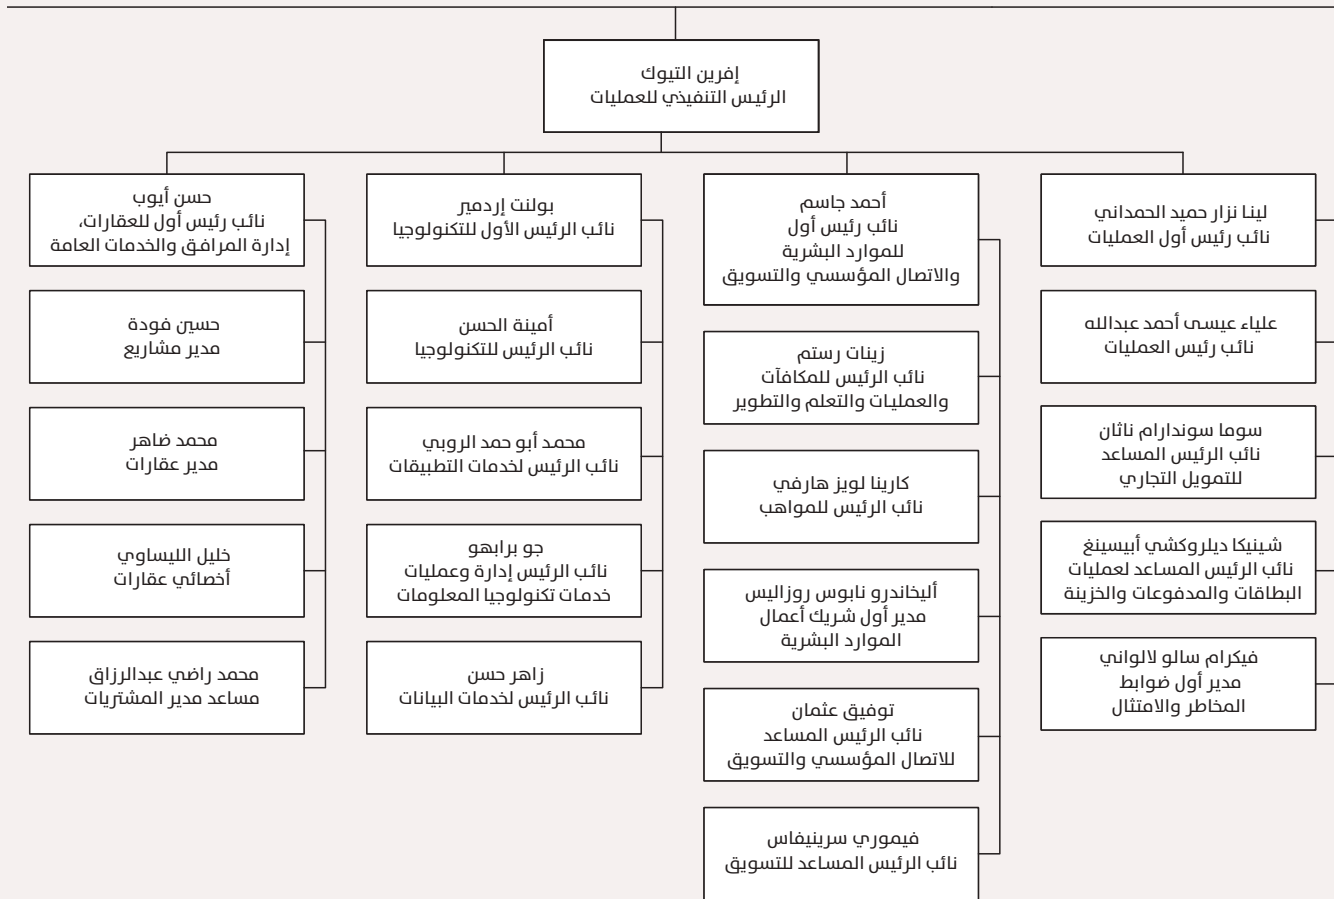 إفرين التيوك
الرئيس التنفيذي للعمليات
لينا نزار حميد الحمداني
نائب رئيس أول العمليات
علياء عيسى أحمد عبدالله
نائب رئيس العمليات
سوما سوندارام ناثان
نائب الرئيس المساعد
للتمويل التجاري
شينيكا ديلروكشي أبيسينغ
نائب الرئيس المساعد لعمليات
البطاقات والمدفوعات والخزينة
فيكرام سالو لالواني
مدير أول ضوابط
المخاطر والامتثال
أحمد جاسم
نائب رئيس أول
للموارد البشرية
والاتصال المؤسسي والتسويق
زينات رستم
نائب الرئيس للمكافآت
والعمليات والتعلم والتطوير
كارينا لويز هارفي
نائب الرئيس للمواهب
أليخاندرو نابوس روزاليس
مدير أول شريك أعمال
الموارد البشرية
توفيق عثمان
نائب الرئيس المساعد
للاتصال المؤسسي والتسويق
فيموري سرينيفاس
نائب الرئيس المساعد للتسويق
بولنت إردمير
نائب الرئيس الأول للتكنولوجيا
أمينة الحسن
نائب الرئيس للتكنولوجيا
محمد أبو حمد الروبي
نائب الرئيس لخدمات التطبيقات
جو برابهو
نائب الرئيس إدارة وعمليات
خدمات تكنولوجيا المعلومات
زاهر حسن
نائب الرئيس لخدمات البيانات
حسن أيوب
نائب رئيس أول للعقارات،
إدارة المرافق والخدمات العامة
حسين فودة
مدير مشاريع
محمد ضاهر
مدير عقارات
خليل الليساوي
أخصائي عقارات
محمد راضي عبدالرزاق
مساعد مدير المشتريات